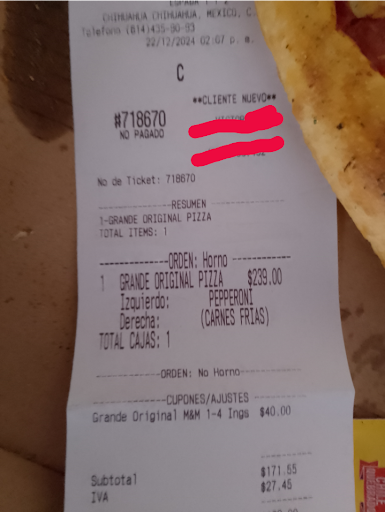 CHIHUAHUA, CHIHUAHUA, MEXICO, C.
Telefono (614)435-90-93
22/12/2024 02:07 p. m.
C
**CLIENTE NUEVO**
#718670
NO PAGADO
No de Ticket: 718670
RESUMEN
1-GRANDE ORIGINAL PIZZA
TOTAL ITEMS: 1
ORDEN: Horno
1 GRANDE ORIGINAL PIZZA $239.00
Izquierdo: PEPPERONI
Derecha: (CARNES FRIAS)
TOTAL CAJAS: 1
ORDEN: No Horno
CUPONES/AJUSTES
Grande Original M&M 1-4 Ings $40.00
Subtotal $171.55
IVA $27.45